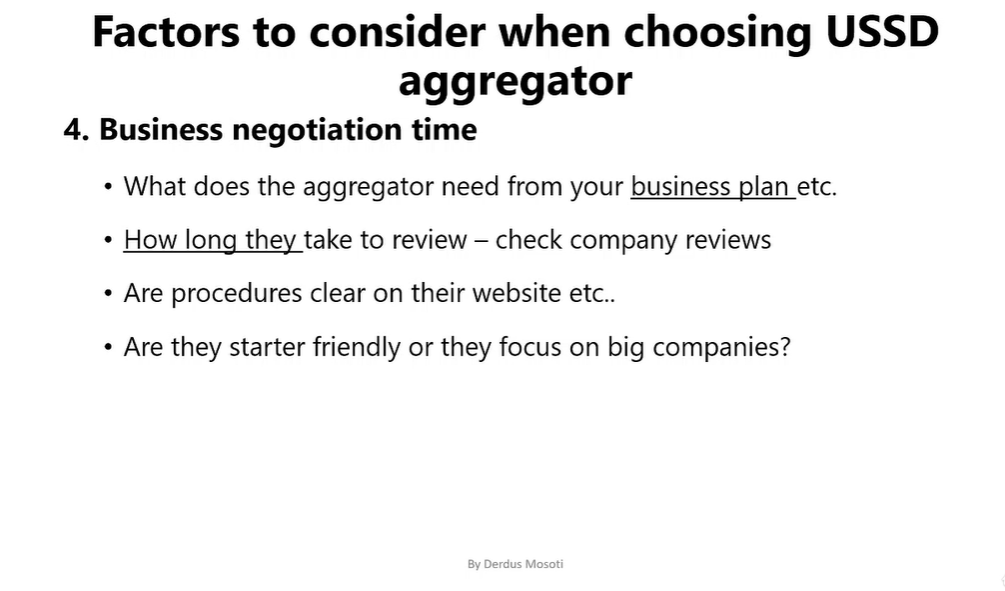 Factors to consider when choosing USSD
aggregator
4. Business negotiation time
• What does the aggregator need from your business plan etc.
• How long they take to review – check company reviews
• Are procedures clear on their website etc..
• Are they starter friendly or they focus on big companies?
By Derdus Mosoti